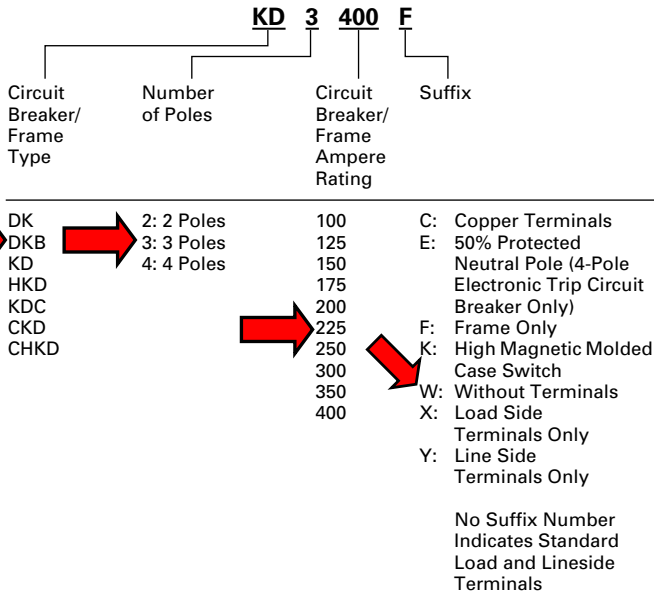 KD 3 400 F
Circuit Breaker/ Frame Type
Number of Poles
Circuit Breaker/ Frame Ampere Rating
Suffix
DK
DKB
KD
HKD
KDC
CKD
CHKD
2: 2 Poles
3: 3 Poles
4: 4 Poles
100
125
150
175
200
225
250
300
350
400
C: Copper Terminals
E: 50% Protected
Neutral Pole (4-Pole
Electronic Trip Circuit
Breaker Only)
F: Frame Only
K: High Magnetic Molded
Case Switch
W: Without Terminals
X: Load Side
Terminals Only
Y: Line Side
Terminals Only
No Suffix Number
Indicates Standard
Load and Lineside
Terminals